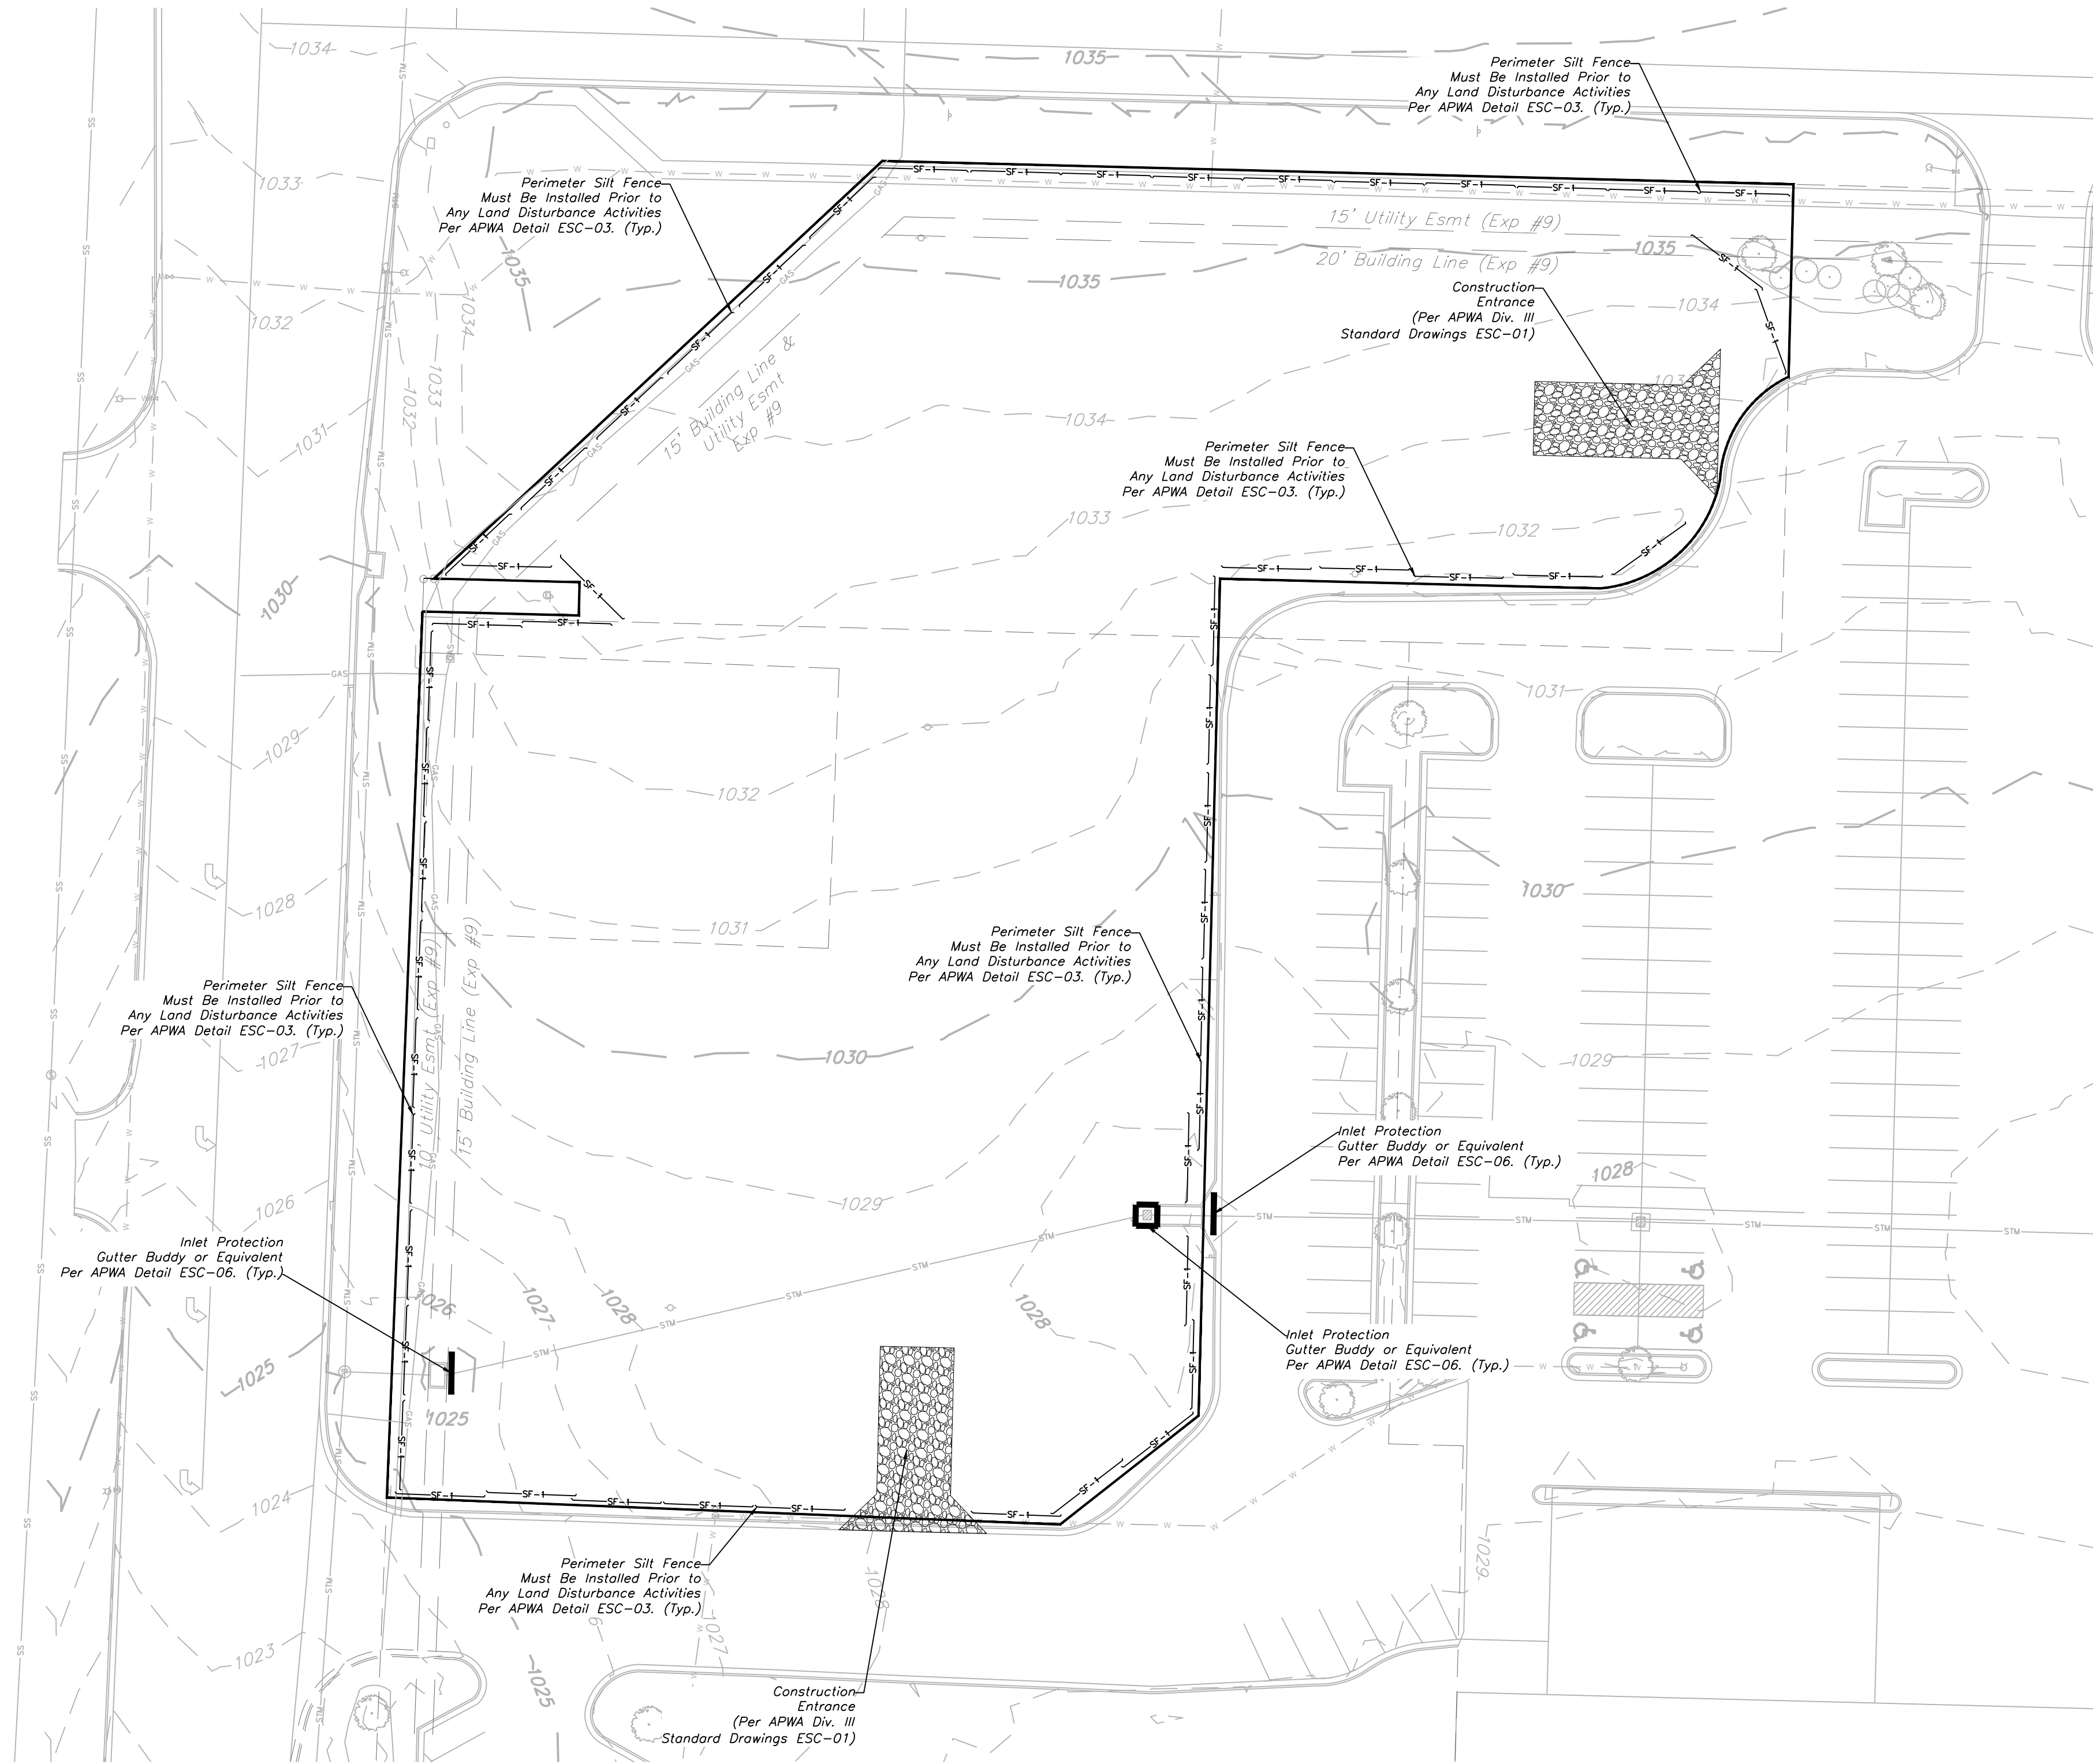 1034
1035
Perimeter Silt Fence
Must Be Installed Prior to
Any Land Disturbance Activities
Per APWA Detail ESC-03. (Typ.)
1033
Perimeter Silt Fence
Must Be Installed Prior to
Any Land Disturbance Activities
Per APWA Detail ESC-03. (Typ.)
SF-1
15' Utility Esmt (Exp #9)
20' Building Line (Exp #9)
1035
1035
1035
1034
1034
1032
Construction
Entrance
(Per APWA Div. III
Standard Drawings ESC-01)
15' Building Line &
Utility Esmt
Exp #9
1033
1032
1034
1031
Perimeter Silt Fence
Must Be Installed Prior to
Any Land Disturbance Activities
Per APWA Detail ESC-03. (Typ.)
1033
1032
1030
GAS
1031
1029
1032
1030
1028
1031
Perimeter Silt Fence
Must Be Installed Prior to
Any Land Disturbance Activities
Per APWA Detail ESC-03. (Typ.)
10' Utility Esmt (Exp #9)
15' Building Line (Exp #9)
Perimeter Silt Fence
Must Be Installed Prior to
Any Land Disturbance Activities
Per APWA Detail ESC-03. (Typ.)
1027
1030
1029
Inlet Protection
Gutter Buddy or Equivalent
Per APWA Detail ESC-06. (Typ.)
1028
1026
1029
STM
Inlet Protection
Gutter Buddy or Equivalent
Per APWA Detail ESC-06. (Typ.)
1026
1027
1028
1028
Inlet Protection
Gutter Buddy or Equivalent
Per APWA Detail ESC-06. (Typ.)
1025
1025
1024
Perimeter Silt Fence
Must Be Installed Prior to
Any Land Disturbance Activities
Per APWA Detail ESC-03. (Typ.)
1028
1029
1027
1023
1025
Construction
Entrance
(Per APWA Div. III
Standard Drawings ESC-01)
SS
W